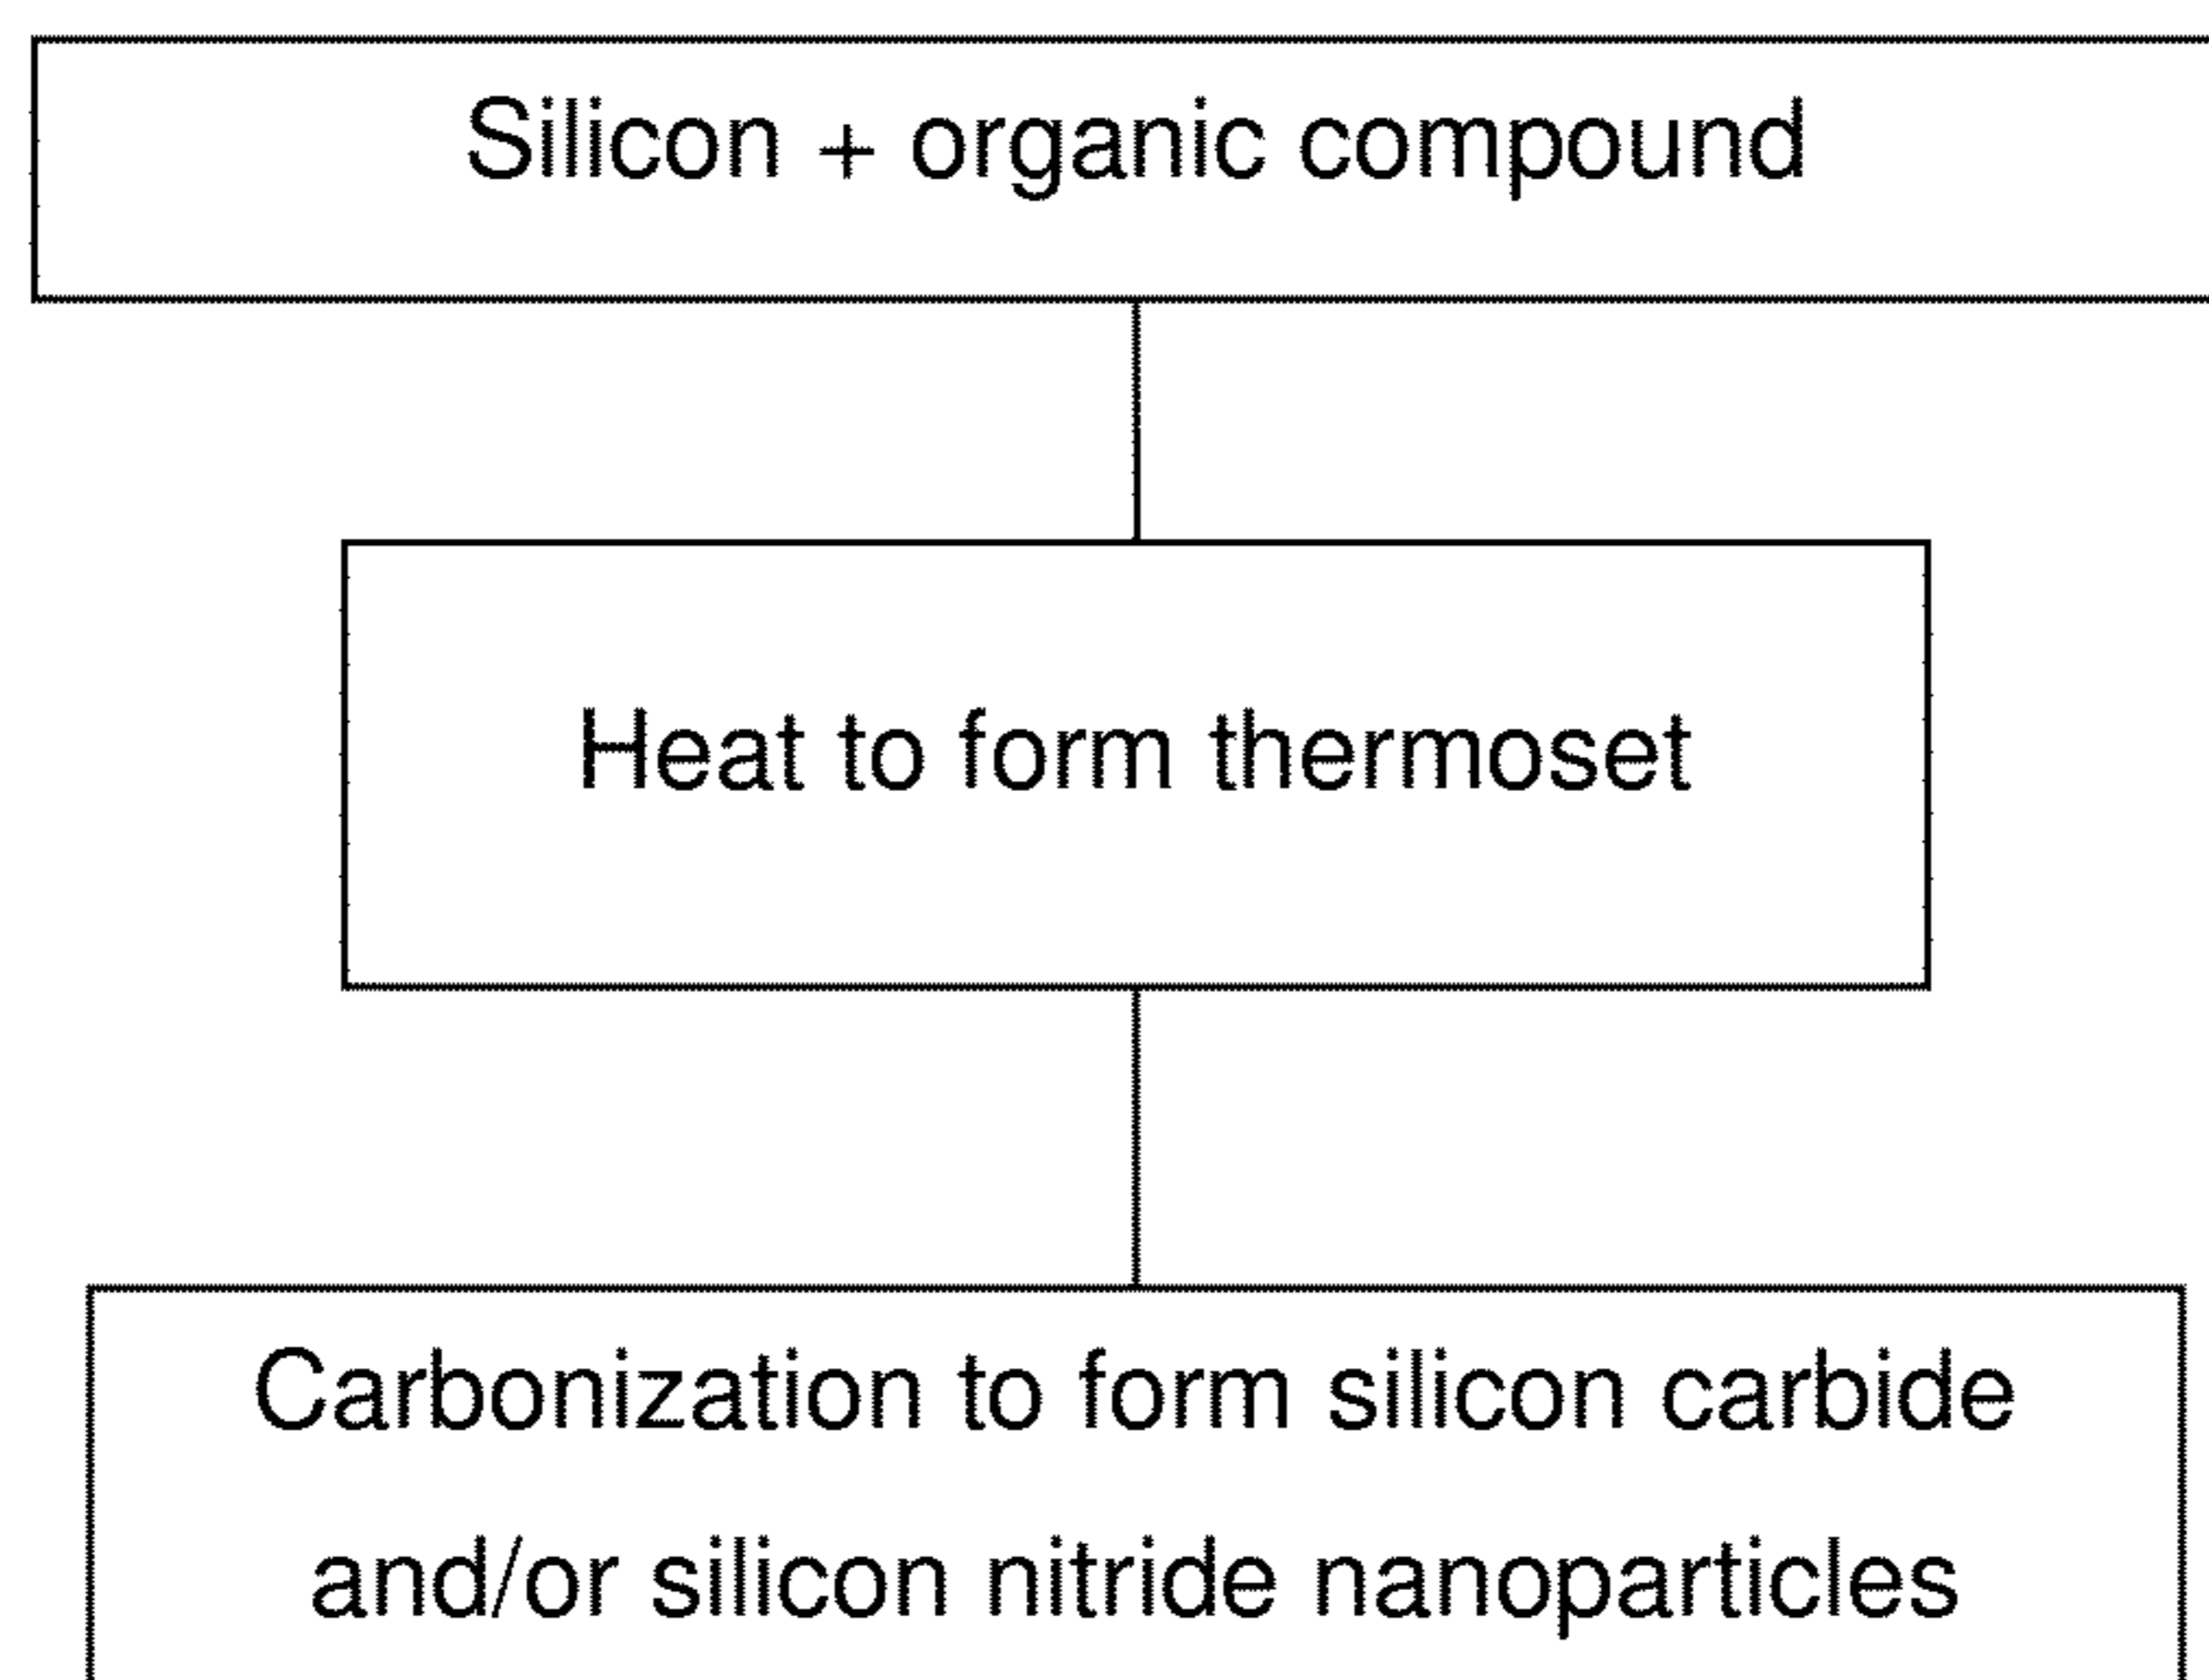 Silicon + organic compound
Heat to form thermoset
Carbonization to form silicon carbide
and/or silicon nitride nanoparticles